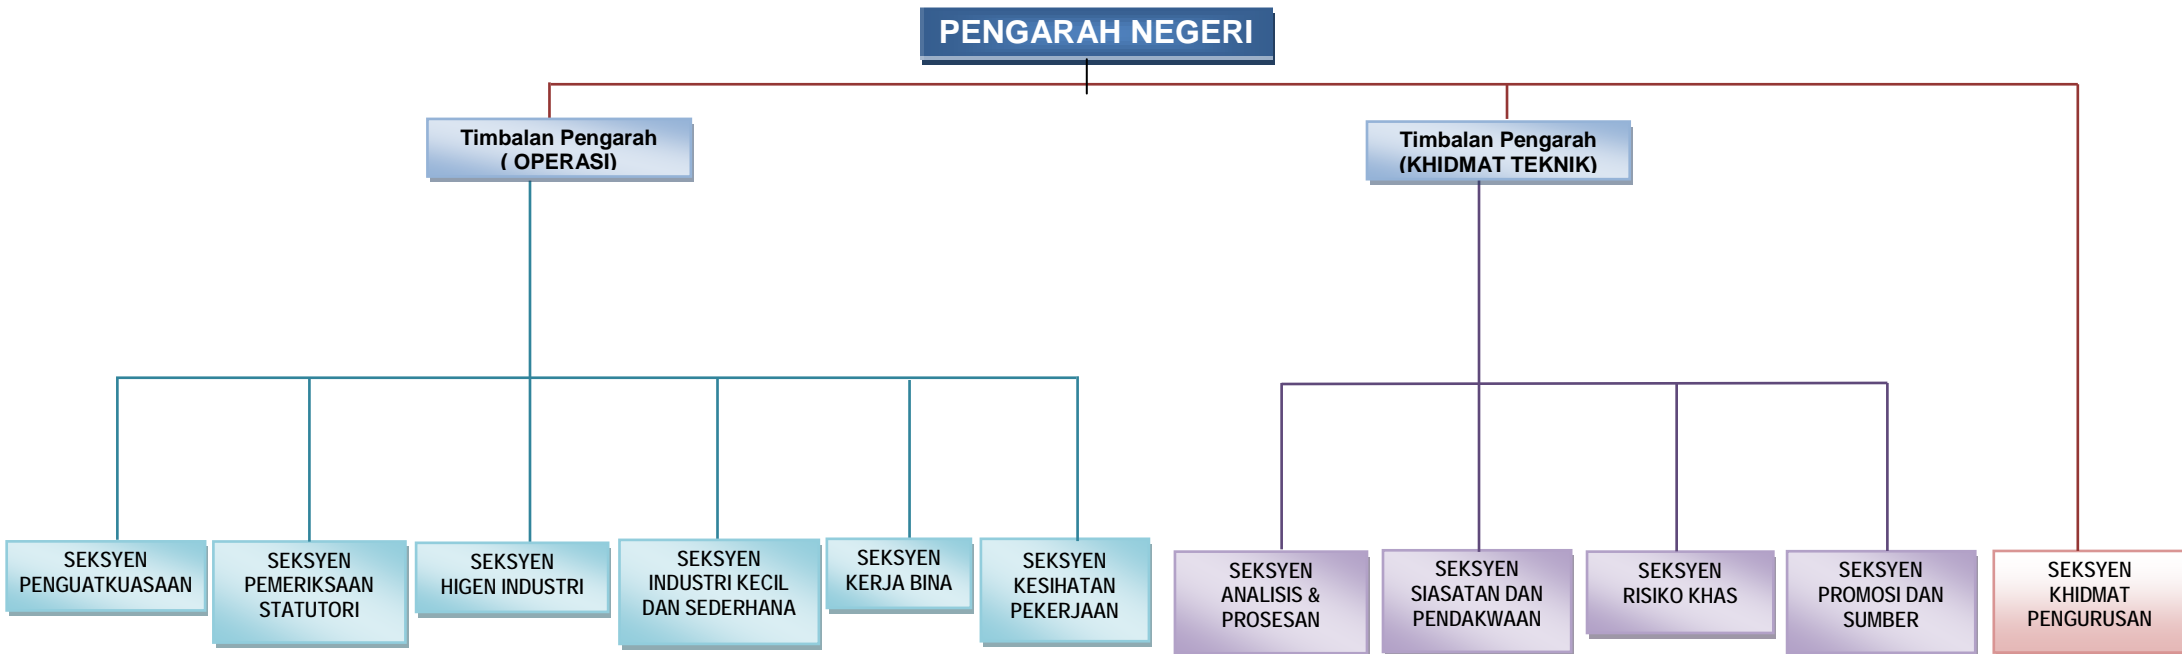 PENGARAH NEGERI
Timbalan Pengarah
( OPERASI)
Timbalan Pengarah
(KHIDMAT TEKNIK)
SEKSYEN
PENGUATKUASAAN
SEKSYEN
PEMERIKSAAN
STATUTORI
SEKSYEN
HIGEN INDUSTRI
SEKSYEN
INDUSTRI KECIL
DAN SEDERHANA
SEKSYEN
KERJA BINA
SEKSYEN
KESIHATAN
PEKERJAAN
SEKSYEN
ANALISIS &
PROSESAN
SEKSYEN
SIASATAN DAN
PENDAKWAAN
SEKSYEN
RISIKO KHAS
SEKSYEN
PROMOSI DAN
SUMBER
SEKSYEN
KHIDMAT
PENGURUSAN